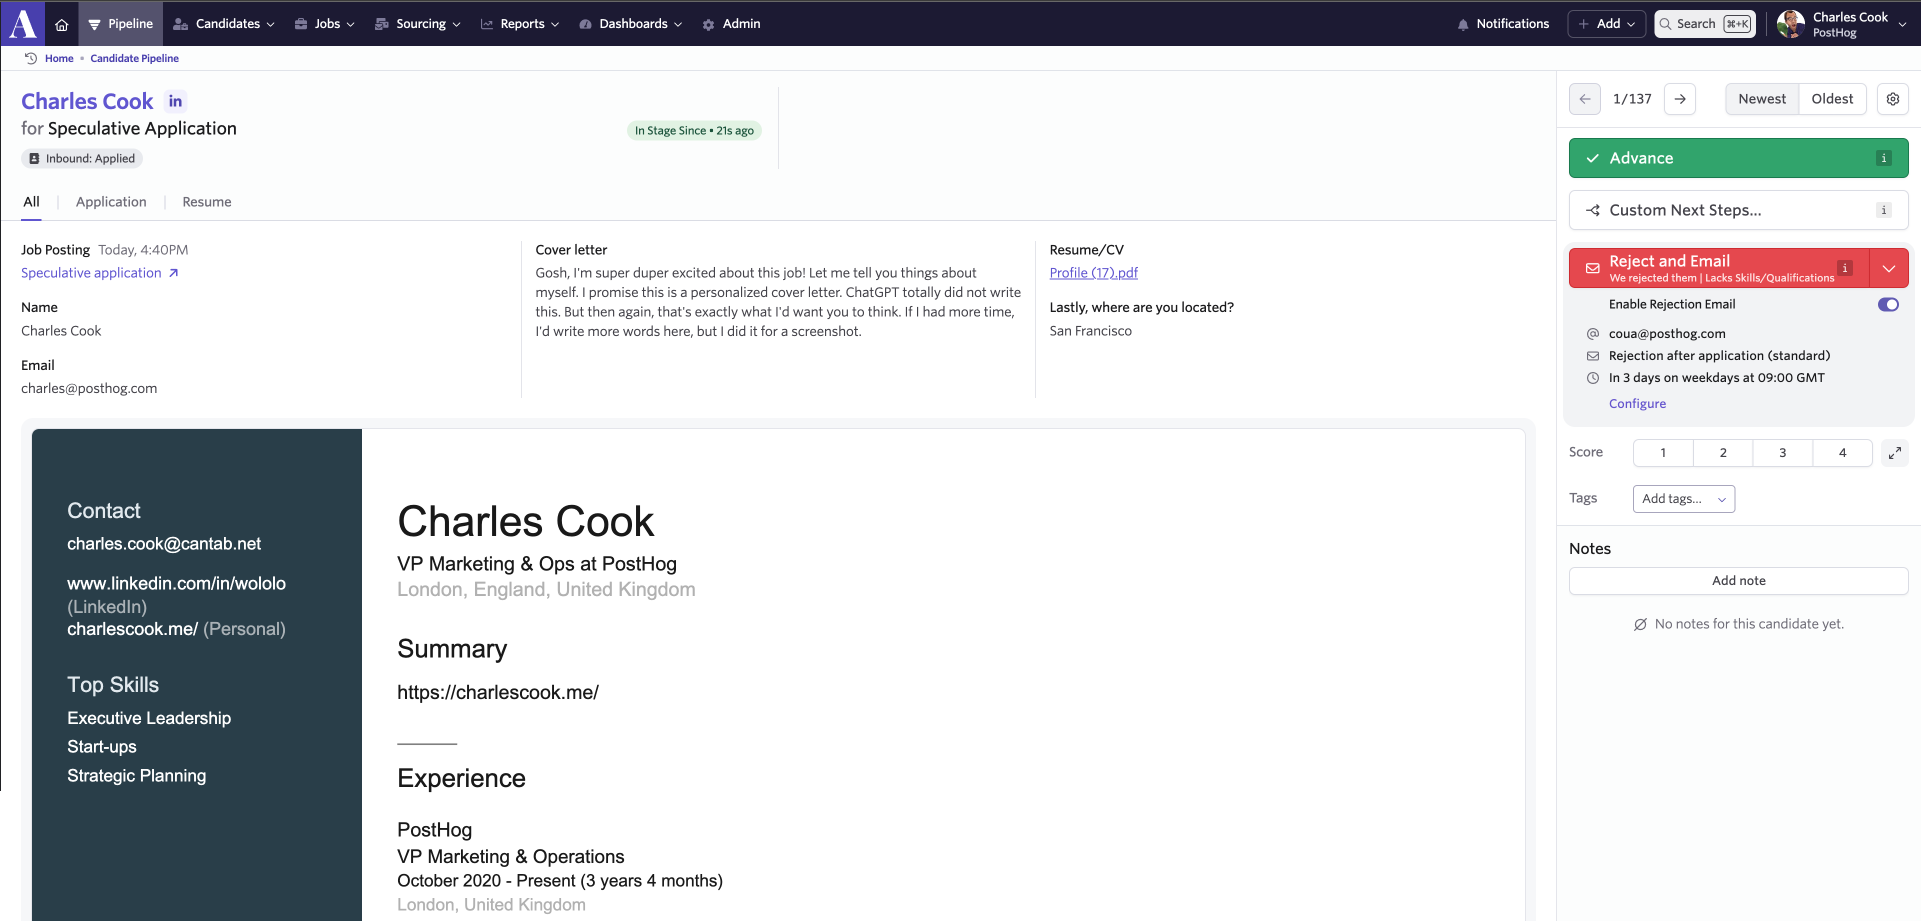 A
Pipeline
Candidates
Jobs
Sourcing
Reports
Dashboards
Admin
Notifications
+ Add
Search ⌘+K
Charles Cook
PostHog
Home • Candidate Pipeline
Charles Cook in
for Speculative Application
In Stage Since • 21s ago
Inbound: Applied
All | Application | Resume
Job Posting Today, 4:40PM
Speculative application
Name
Charles Cook
Email
charles@posthog.com
Cover letter
Gosh, I'm super duper excited about this job! Let me tell you things about
myself. I promise this is a personalized cover letter. ChatGPT totally did not write
this. But then again, that's exactly what I'd want you to think. If I had more time,
I'd write more words here, but I did it for a screenshot.
Resume/CV
Profile (17).pdf
Lastly, where are you located?
San Francisco
Contact
charles.cook@cantab.net
www.linkedin.com/in/wololo
(LinkedIn)
charlescook.me/ (Personal)
Top Skills
Executive Leadership
Start-ups
Strategic Planning
Charles Cook
VP Marketing & Ops at PostHog
London, England, United Kingdom
Summary
https://charlescook.me/
Experience
PostHog
VP Marketing & Operations
October 2020 - Present (3 years 4 months)
London, United Kingdom
1/137
Newest
Oldest
Advance i
Custom Next Steps... i
Reject and Email
We rejected them | Lacks Skills/Qualifications i
Enable Rejection Email
@ coua@posthog.com
Rejection after application (standard)
In 3 days on weekdays at 09:00 GMT
Configure
Score 1 2 3 4
Tags Add tags...
Notes
Add note
No notes for this candidate yet.